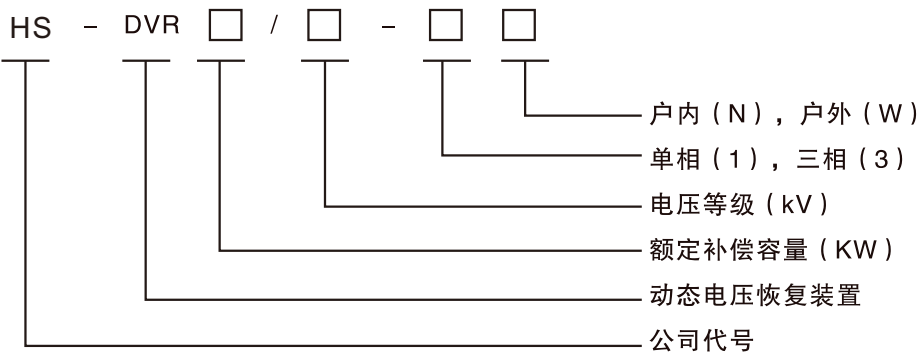 HS - DVR □ / □ - □ □
户内(N),户外(W)
单相(1),三相(3)
电压等级(kV)
额定补偿容量(KW)
动态电压恢复装置
公司代号